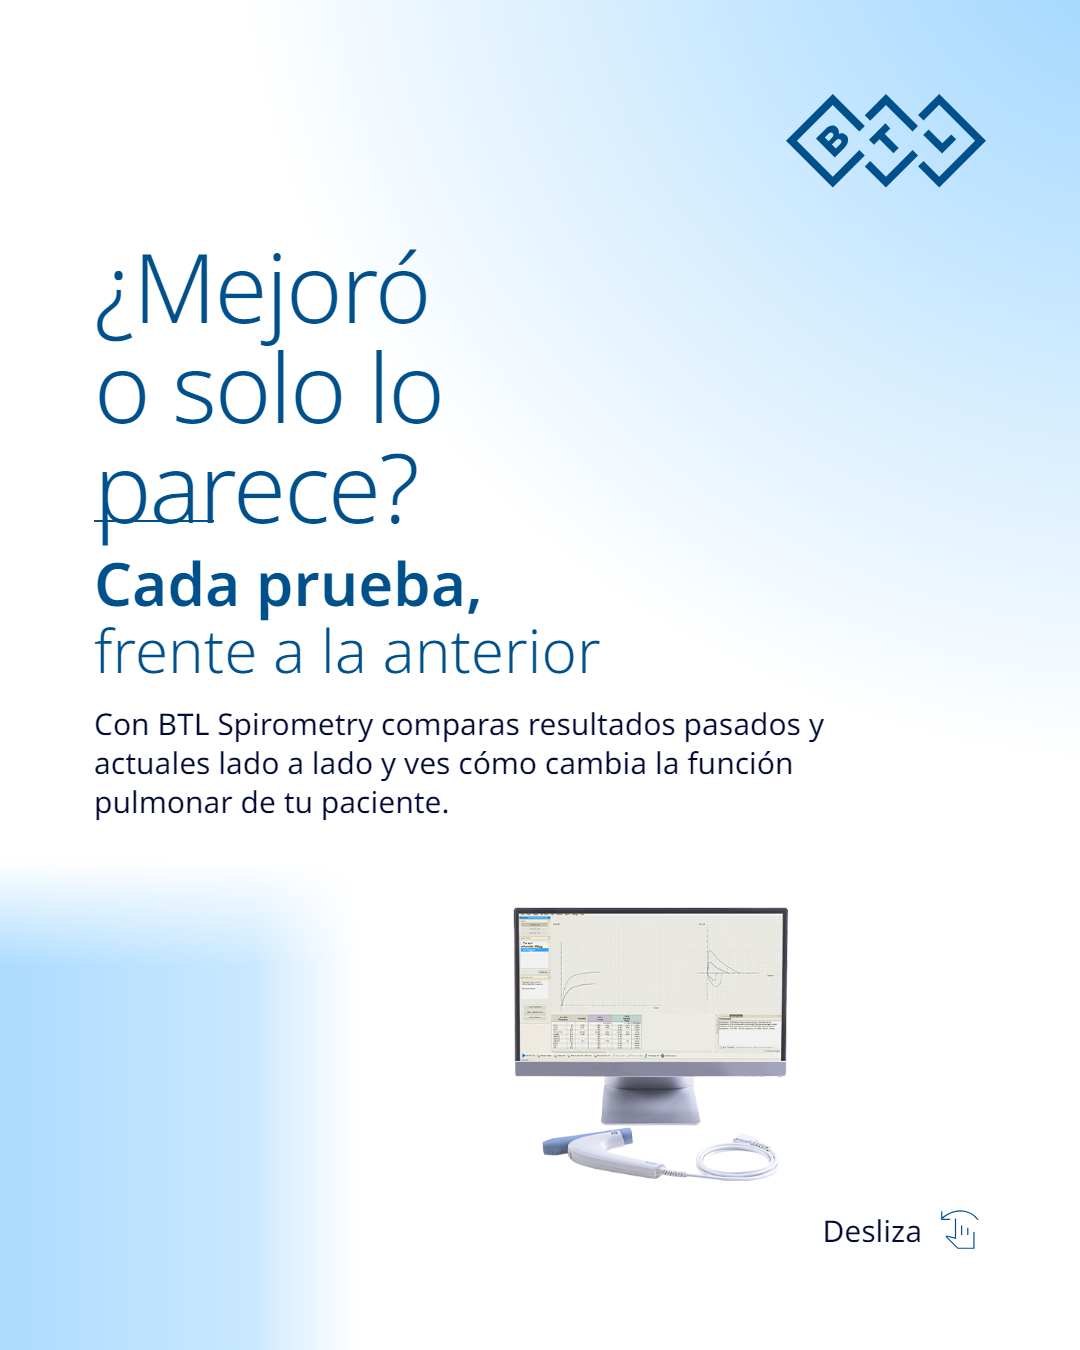 BTL
¿Mejoró
o solo lo
parece?
Cada prueba,
frente a la anterior
Con BTL Spirometry comparas resultados pasados y
actuales lado a lado y ves cómo cambia la función
pulmonar de tu paciente.
Desliza